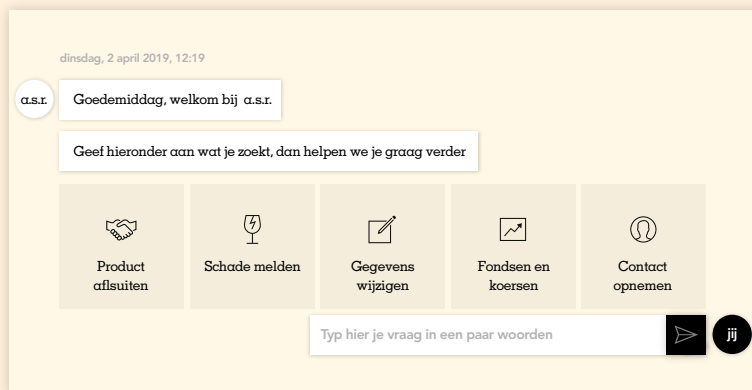 dinsdag, 2 april 2019, 12:19
a.s.r.
Goedemiddag, welkom bij a.s.r.
Geef hieronder aan wat je zoekt, dan helpen we je graag verder
Product
aflsuiten
Schade melden
Gegevens
wijzigen
Fondsen en
koersen
Contact
opnemen
Typ hier je vraag in een paar woorden
jij